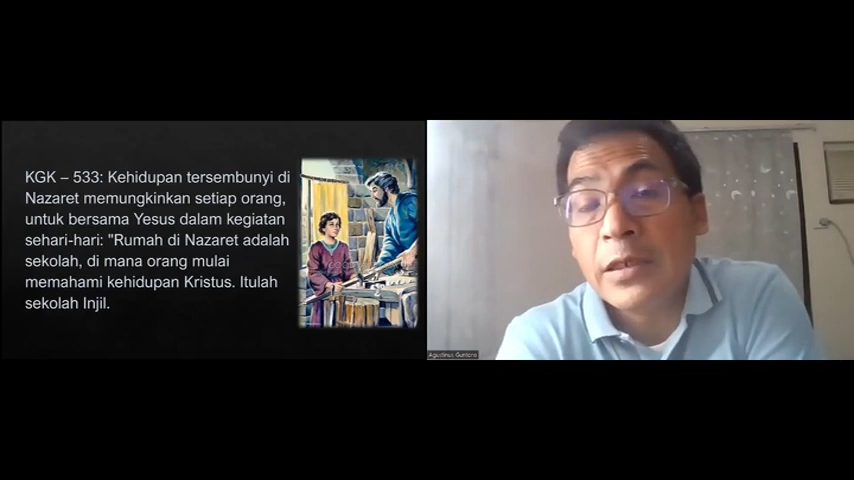 KGK – 533: Kehidupan tersembunyi di
Nazaret memungkinkan setiap orang,
untuk bersama Yesus dalam kegiatan
sehari-hari: "Rumah di Nazaret adalah
sekolah, di mana orang mulai
memahami kehidupan Kristus. Itulah
sekolah Injil.
Agustinus Guntoro